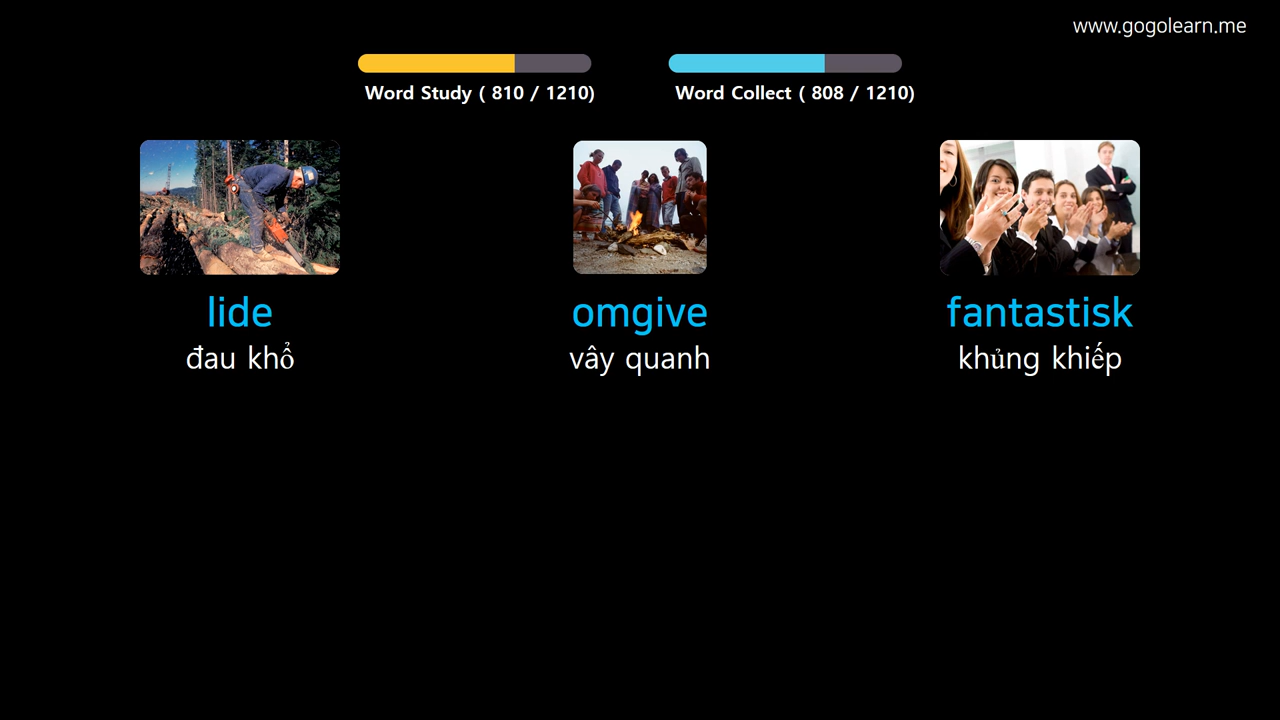 www.gogolearn.me
Word Study ( 810 / 1210)
Word Collect ( 808 / 1210)
lide
omgive
fantastisk
đau khổ
vây quanh
khủng khiếp